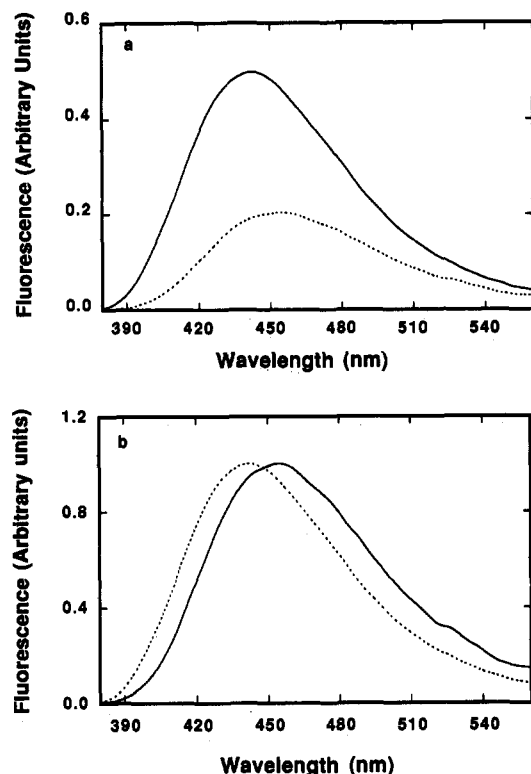 a
Fluorescence (Arbitrary Units)
0.6
0.4
0.2
0.0
390 420 450 480 510 540
Wavelength (nm)
b
Fluorescence (Arbitrary units)
1.2
0.8
0.4
0.0
390 420 450 480 510 540
Wavelength (nm)